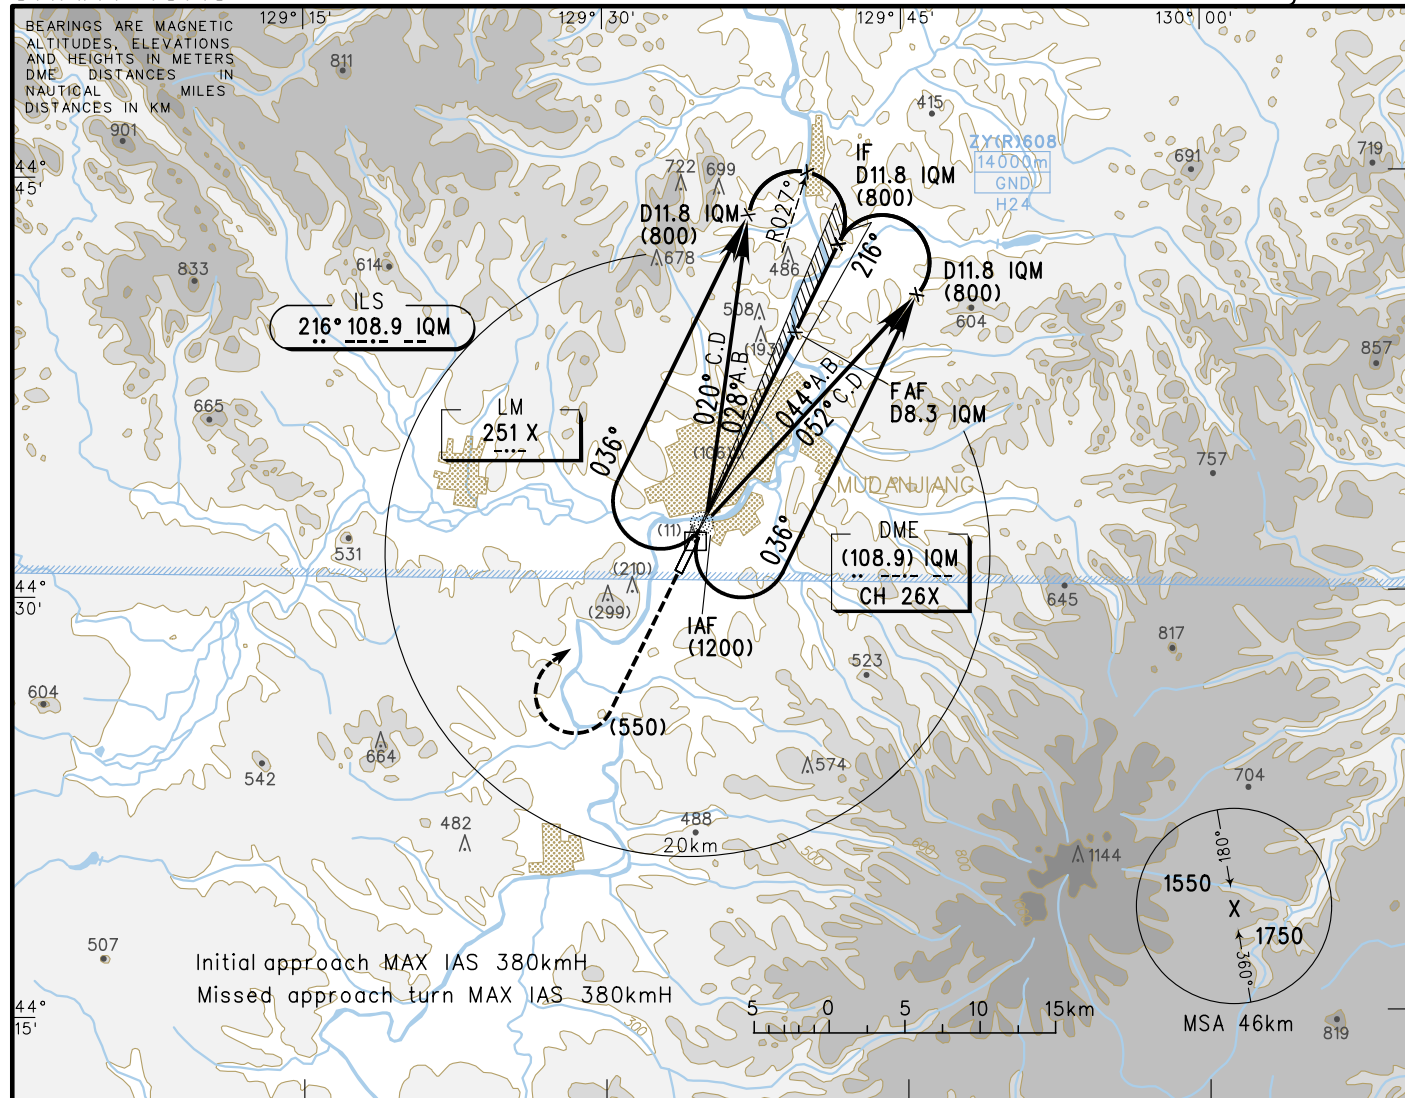 129° 15'
129° 30'
129° 45'
130° 00'
BEARINGS ARE MAGNETIC
ALTITUDES, ELEVATIONS
AND HEIGHTS IN METERS
DME DISTANCES IN
NAUTICAL MILES
DISTANCES IN KM
811
901
415
ZY(R)608
14000m
GND
H24
691
719
44°
45'
722
699
IF
D11.8 IQM
(800)
D11.8 IQM
(800)
R027°
678
486
216°
D11.8 IQM
(800)
604
614
833
ILS
216° 108.9 IQM
508
(193)
857
665
LM
251 X
020° C.D
028° A.B
044° A.B
052° C.D
FAF
D8.3 IQM
036°
(106)
757
MUDANJIANG
036°
(11)
531
DME
(108.9) IQM
CH 26X
(210)
(299)
44°
30'
645
IAF
(1200)
817
523
604
(550)
664
542
574
704
482
488
20km
500
600
800
1144
180°
1550
X
1750
360°
MSA 46km
507
Initial approach MAX IAS 380kmH
Missed approach turn MAX IAS 380kmH
300
5 0 5 10 15km
44°
15'
819